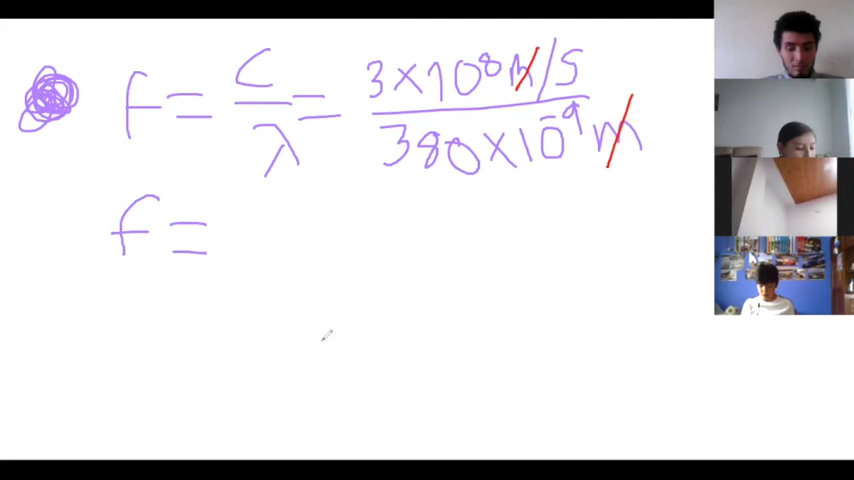 f = C/λ = 3×10⁸ m/s / 380×10⁻⁹ m
f =